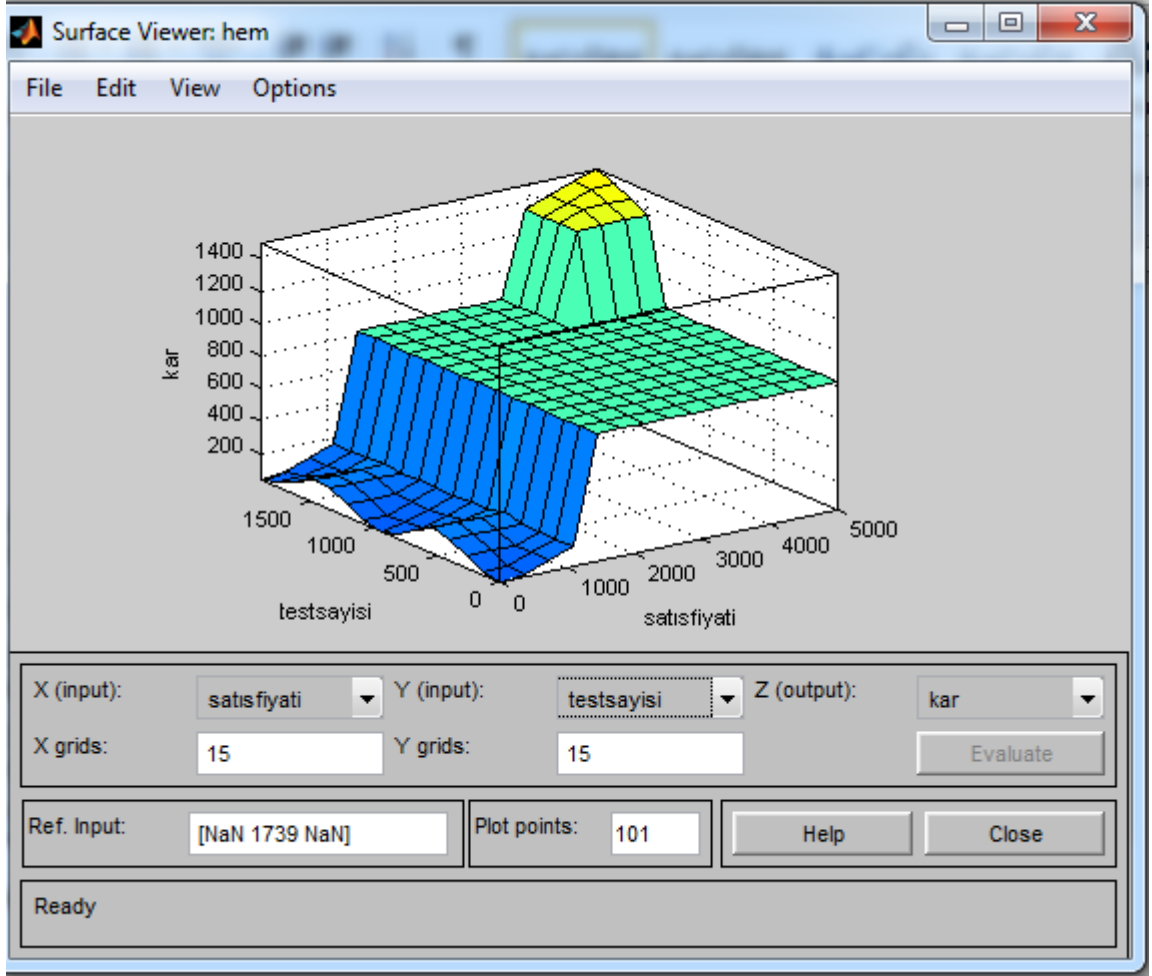 Surface Viewer: hem
File Edit View Options
1400
1200
1000
800
600
400
200
kar
1500
1000
500
0
testsayisi
0
1000
2000
3000
4000
5000
satısfiyati
X (input): satısfiyati Y (input): testsayisi Z (output): kar
X grids: 15 Y grids: 15 Evaluate
Ref. Input: [NaN 1739 NaN] Plot points: 101 Help Close
Ready